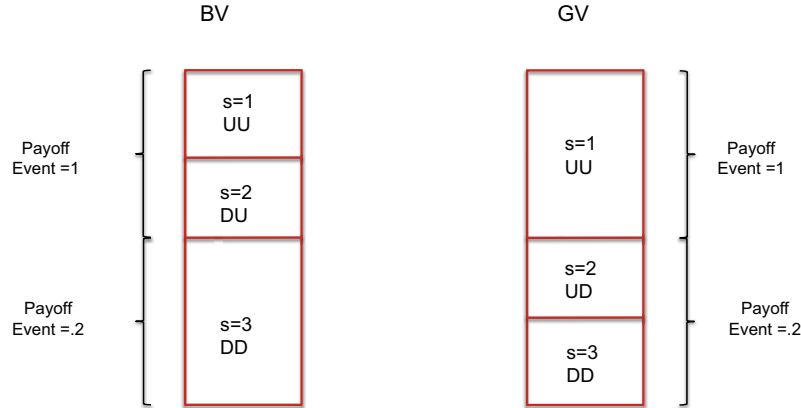 BV
GV
s=1
UU
Payoff
Event =1
s=2
DU
s=3
DD
Payoff
Event =.2
s=1
UU
Payoff
Event =1
s=2
UD
s=3
DD
Payoff
Event =.2